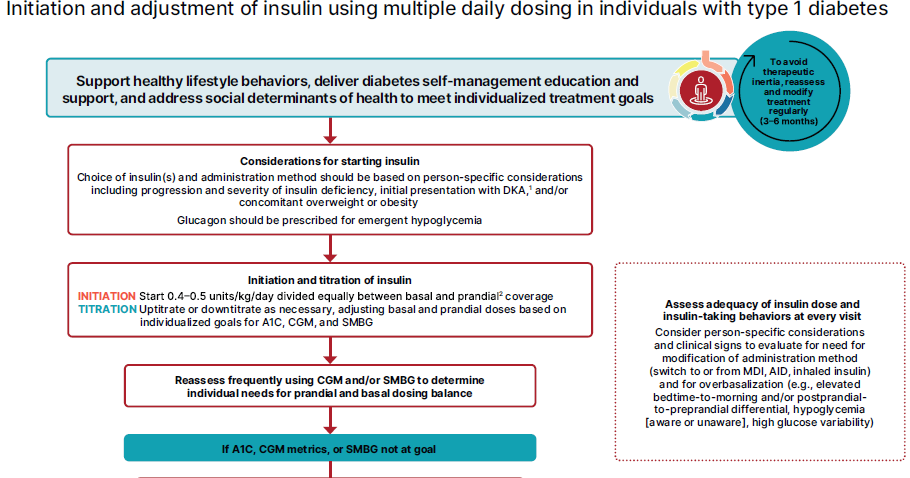 Initiation and adjustment of insulin using multiple daily dosing in individuals with type 1 diabetes
Support healthy lifestyle behaviors, deliver diabetes self-management education and
support, and address social determinants of health to meet individualized treatment goals
To avoid
therapeutic
inertia, reassess
and modify
treatment
regularly
(3–6 months)
Considerations for starting insulin
Choice of insulin(s) and administration method should be based on person-specific considerations
including progression and severity of insulin deficiency, initial presentation with DKA,¹ and/or
concomitant overweight or obesity
Glucagon should be prescribed for emergent hypoglycemia
Initiation and titration of insulin
INITIATION Start 0.4–0.5 units/kg/day divided equally between basal and prandial² coverage
TITRATION Uptitrate or downtitrate as necessary, adjusting basal and prandial doses based on
individualized goals for A1C, CGM, and SMBG
Reassess frequently using CGM and/or SMBG to determine
individual needs for prandial and basal dosing balance
If A1C, CGM metrics, or SMBG not at goal
Assess adequacy of insulin dose and
insulin-taking behaviors at every visit
Consider person-specific considerations
and clinical signs to evaluate for need for
modification of administration method
(switch to or from MDI, AID, inhaled insulin)
and for overbasalization (e.g., elevated
bedtime-to-morning and/or postprandial-
to-preprandial differential, hypoglycemia
[aware or unaware], high glucose variability)